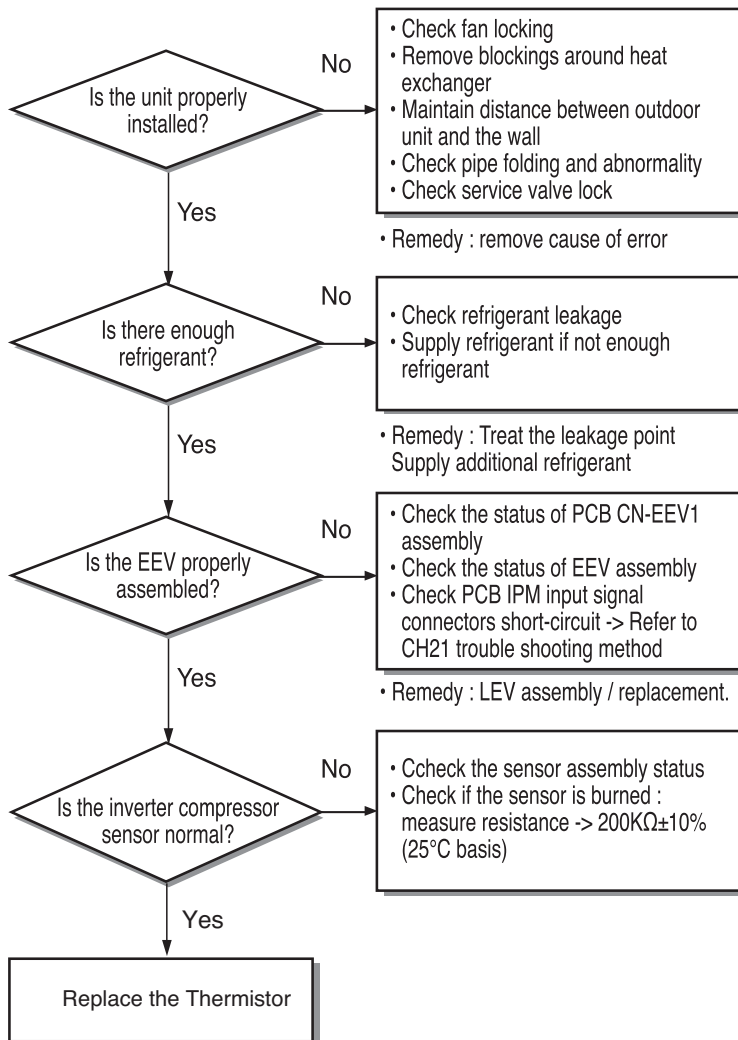 Is the unit properly
installed?
No
• Check fan locking
• Remove blockings around heat
exchanger
• Maintain distance between outdoor
unit and the wall
• Check pipe folding and abnormality
• Check service valve lock
Yes
• Remedy : remove cause of error
Is there enough
refrigerant?
No
• Check refrigerant leakage
• Supply refrigerant if not enough
refrigerant
Yes
• Remedy : Treat the leakage point
Supply additional refrigerant
Is the EEV properly
assembled?
No
• Check the status of PCB CN-EEV1
assembly
• Check the status of EEV assembly
• Check PCB IPM input signal
connectors short-circuit -> Refer to
CH21 trouble shooting method
Yes
• Remedy : LEV assembly / replacement.
Is the inverter compressor
sensor normal?
No
• Ccheck the sensor assembly status
• Check if the sensor is burned :
measure resistance -> 200KΩ±10%
(25°C basis)
Yes
Replace the Thermistor